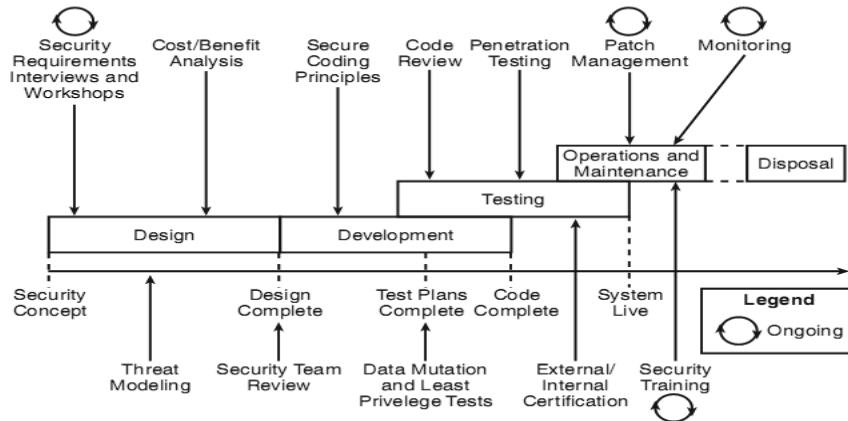 Security
Requirements
Interviews and
Workshops
Cost/Benefit
Analysis
Secure
Coding
Principles
Code
Review
Penetration
Testing
Patch
Management
Monitoring
Operations and
Maintenance
Disposal
Testing
Design
Development
Security
Concept
Design
Complete
Test Plans
Complete
Code
Complete
System
Live
Legend
Ongoing
Threat
Modeling
Security Team
Review
Data Mutation
and Least
Privelege Tests
External/
Internal
Certification
Security
Training